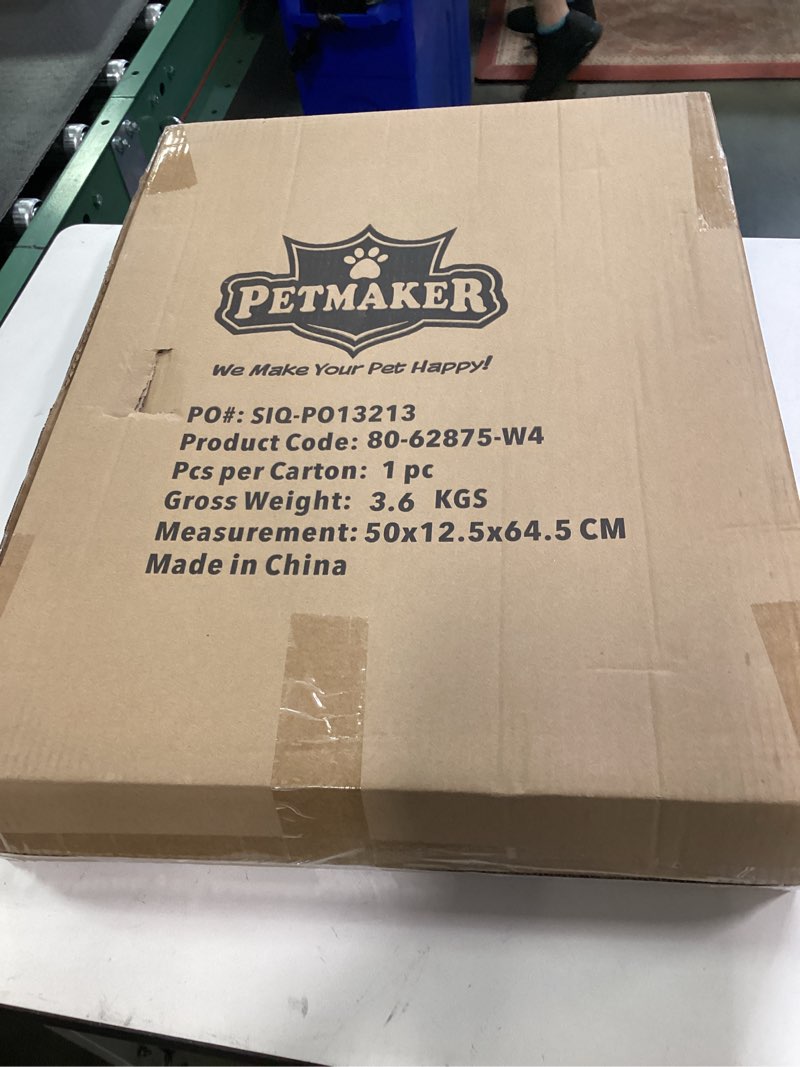 PETMAKER
We Make Your Pet Happy!
PO#: SIQ-PO13213
Product Code: 80-62875-W4
Pcs per Carton: 1 pc
Gross Weight: 3.6 KGS
Measurement: 50x12.5x64.5 CM
Made in China